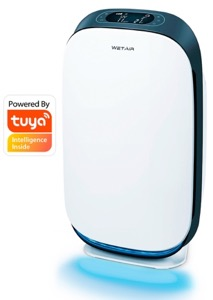 WETAIR
Powered By
tuya
Intelligence
Inside